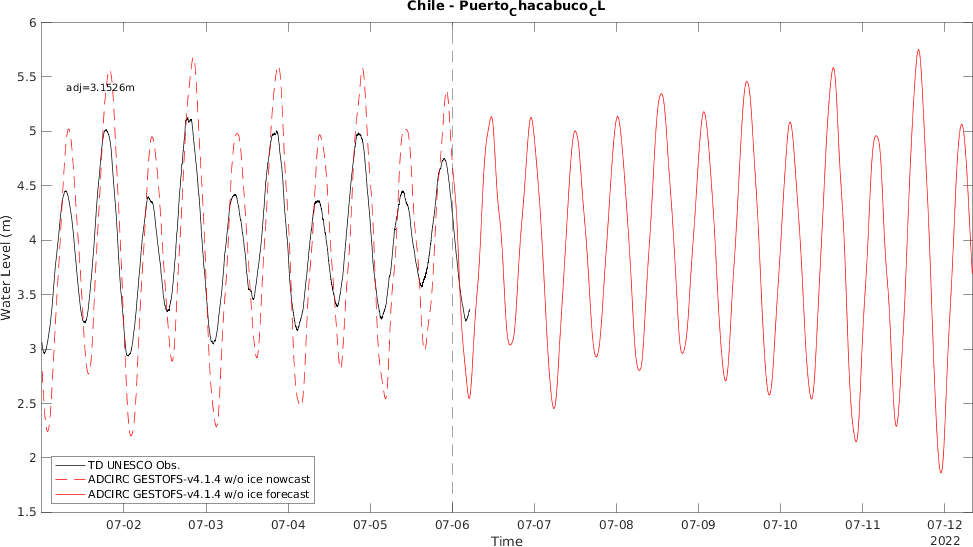 Chile - Puerto_Chacabuco_CL
6
5.5
adj=3.1526m
5
4.5
4
3.5
3
2.5
2
1.5
Water Level (m)
TD UNESCO Obs.
ADCIRC GESTOFS-v4.1.4 w/o ice nowcast
ADCIRC GESTOFS-v4.1.4 w/o ice forecast
07-02 07-03 07-04 07-05 07-06 07-07 07-08 07-09 07-10 07-11 07-12
Time
2022